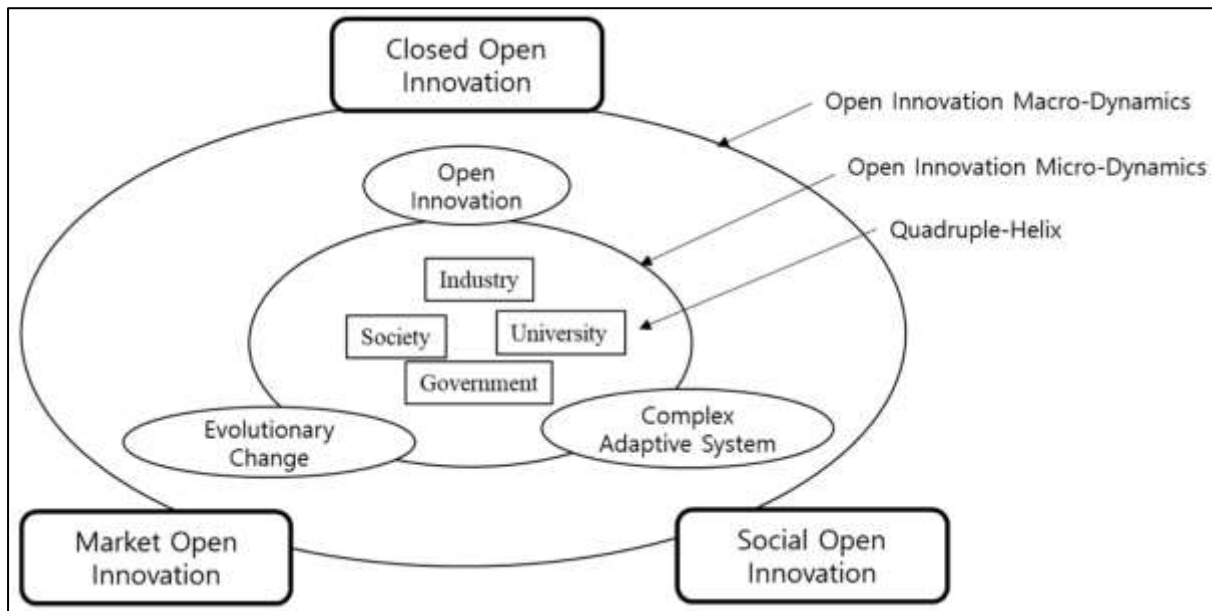 Closed Open
Innovation
Open Innovation Macro-Dynamics
Open
Innovation
Open Innovation Micro-Dynamics
Quadruple-Helix
Industry
Society
University
Government
Evolutionary
Change
Complex
Adaptive System
Market Open
Innovation
Social Open
Innovation